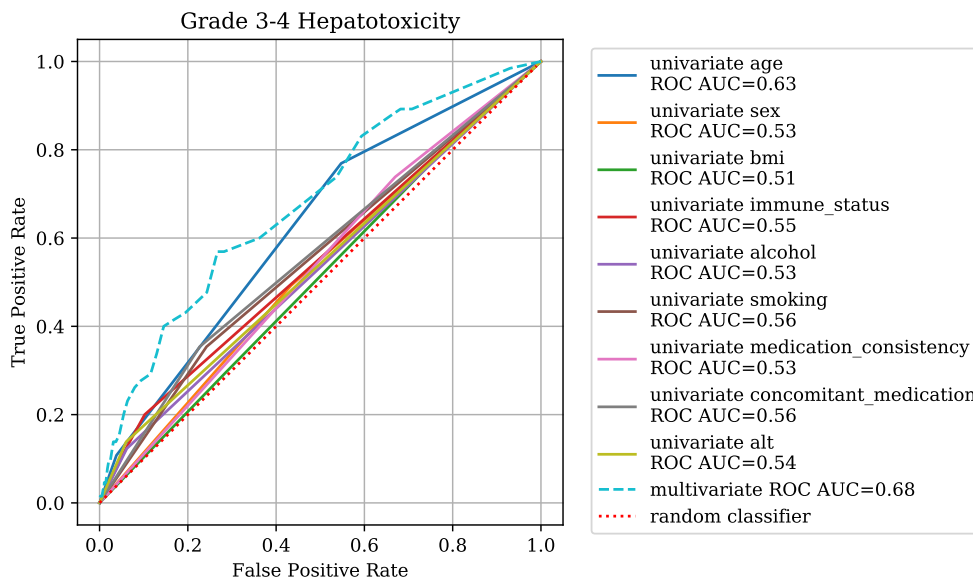 Grade 3-4 Hepatotoxicity
True Positive Rate
1.0
0.8
0.6
0.4
0.2
0.0
0.0 0.2 0.4 0.6 0.8 1.0
False Positive Rate
univariate age
ROC AUC=0.63
univariate sex
ROC AUC=0.53
univariate bmi
ROC AUC=0.51
univariate immune_status
ROC AUC=0.55
univariate alcohol
ROC AUC=0.53
univariate smoking
ROC AUC=0.56
univariate medication_consistency
ROC AUC=0.53
univariate concomitant_medication
ROC AUC=0.56
univariate alt
ROC AUC=0.54
multivariate ROC AUC=0.68
random classifier